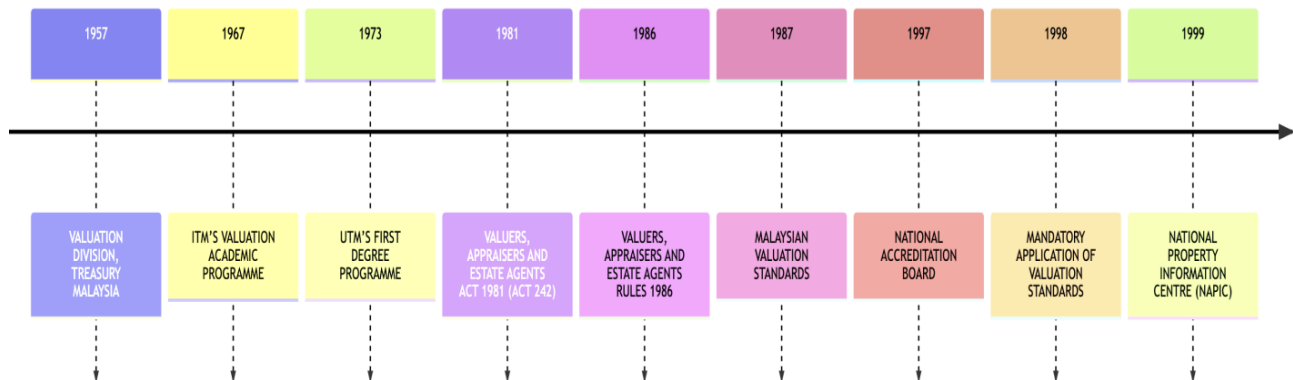 1957
1967
1973
1981
1986
1987
1997
1998
1999
VALUATION
DIVISION,
TREASURY
MALAYSIA
ITM'S VALUATION
ACADEMIC
PROGRAMME
UTM'S FIRST
DEGREE
PROGRAMME
VALUERS,
APPRAISERS AND
ESTATE AGENTS
ACT 1981 (ACT 242)
VALUERS,
APPRAISERS AND
ESTATE AGENTS
RULES 1986
MALAYSIAN
VALUATION
STANDARDS
NATIONAL
ACCREDITATION
BOARD
MANDATORY
APPLICATION OF
VALUATION
STANDARDS
NATIONAL
PROPERTY
INFORMATION
CENTRE (NAPIC)